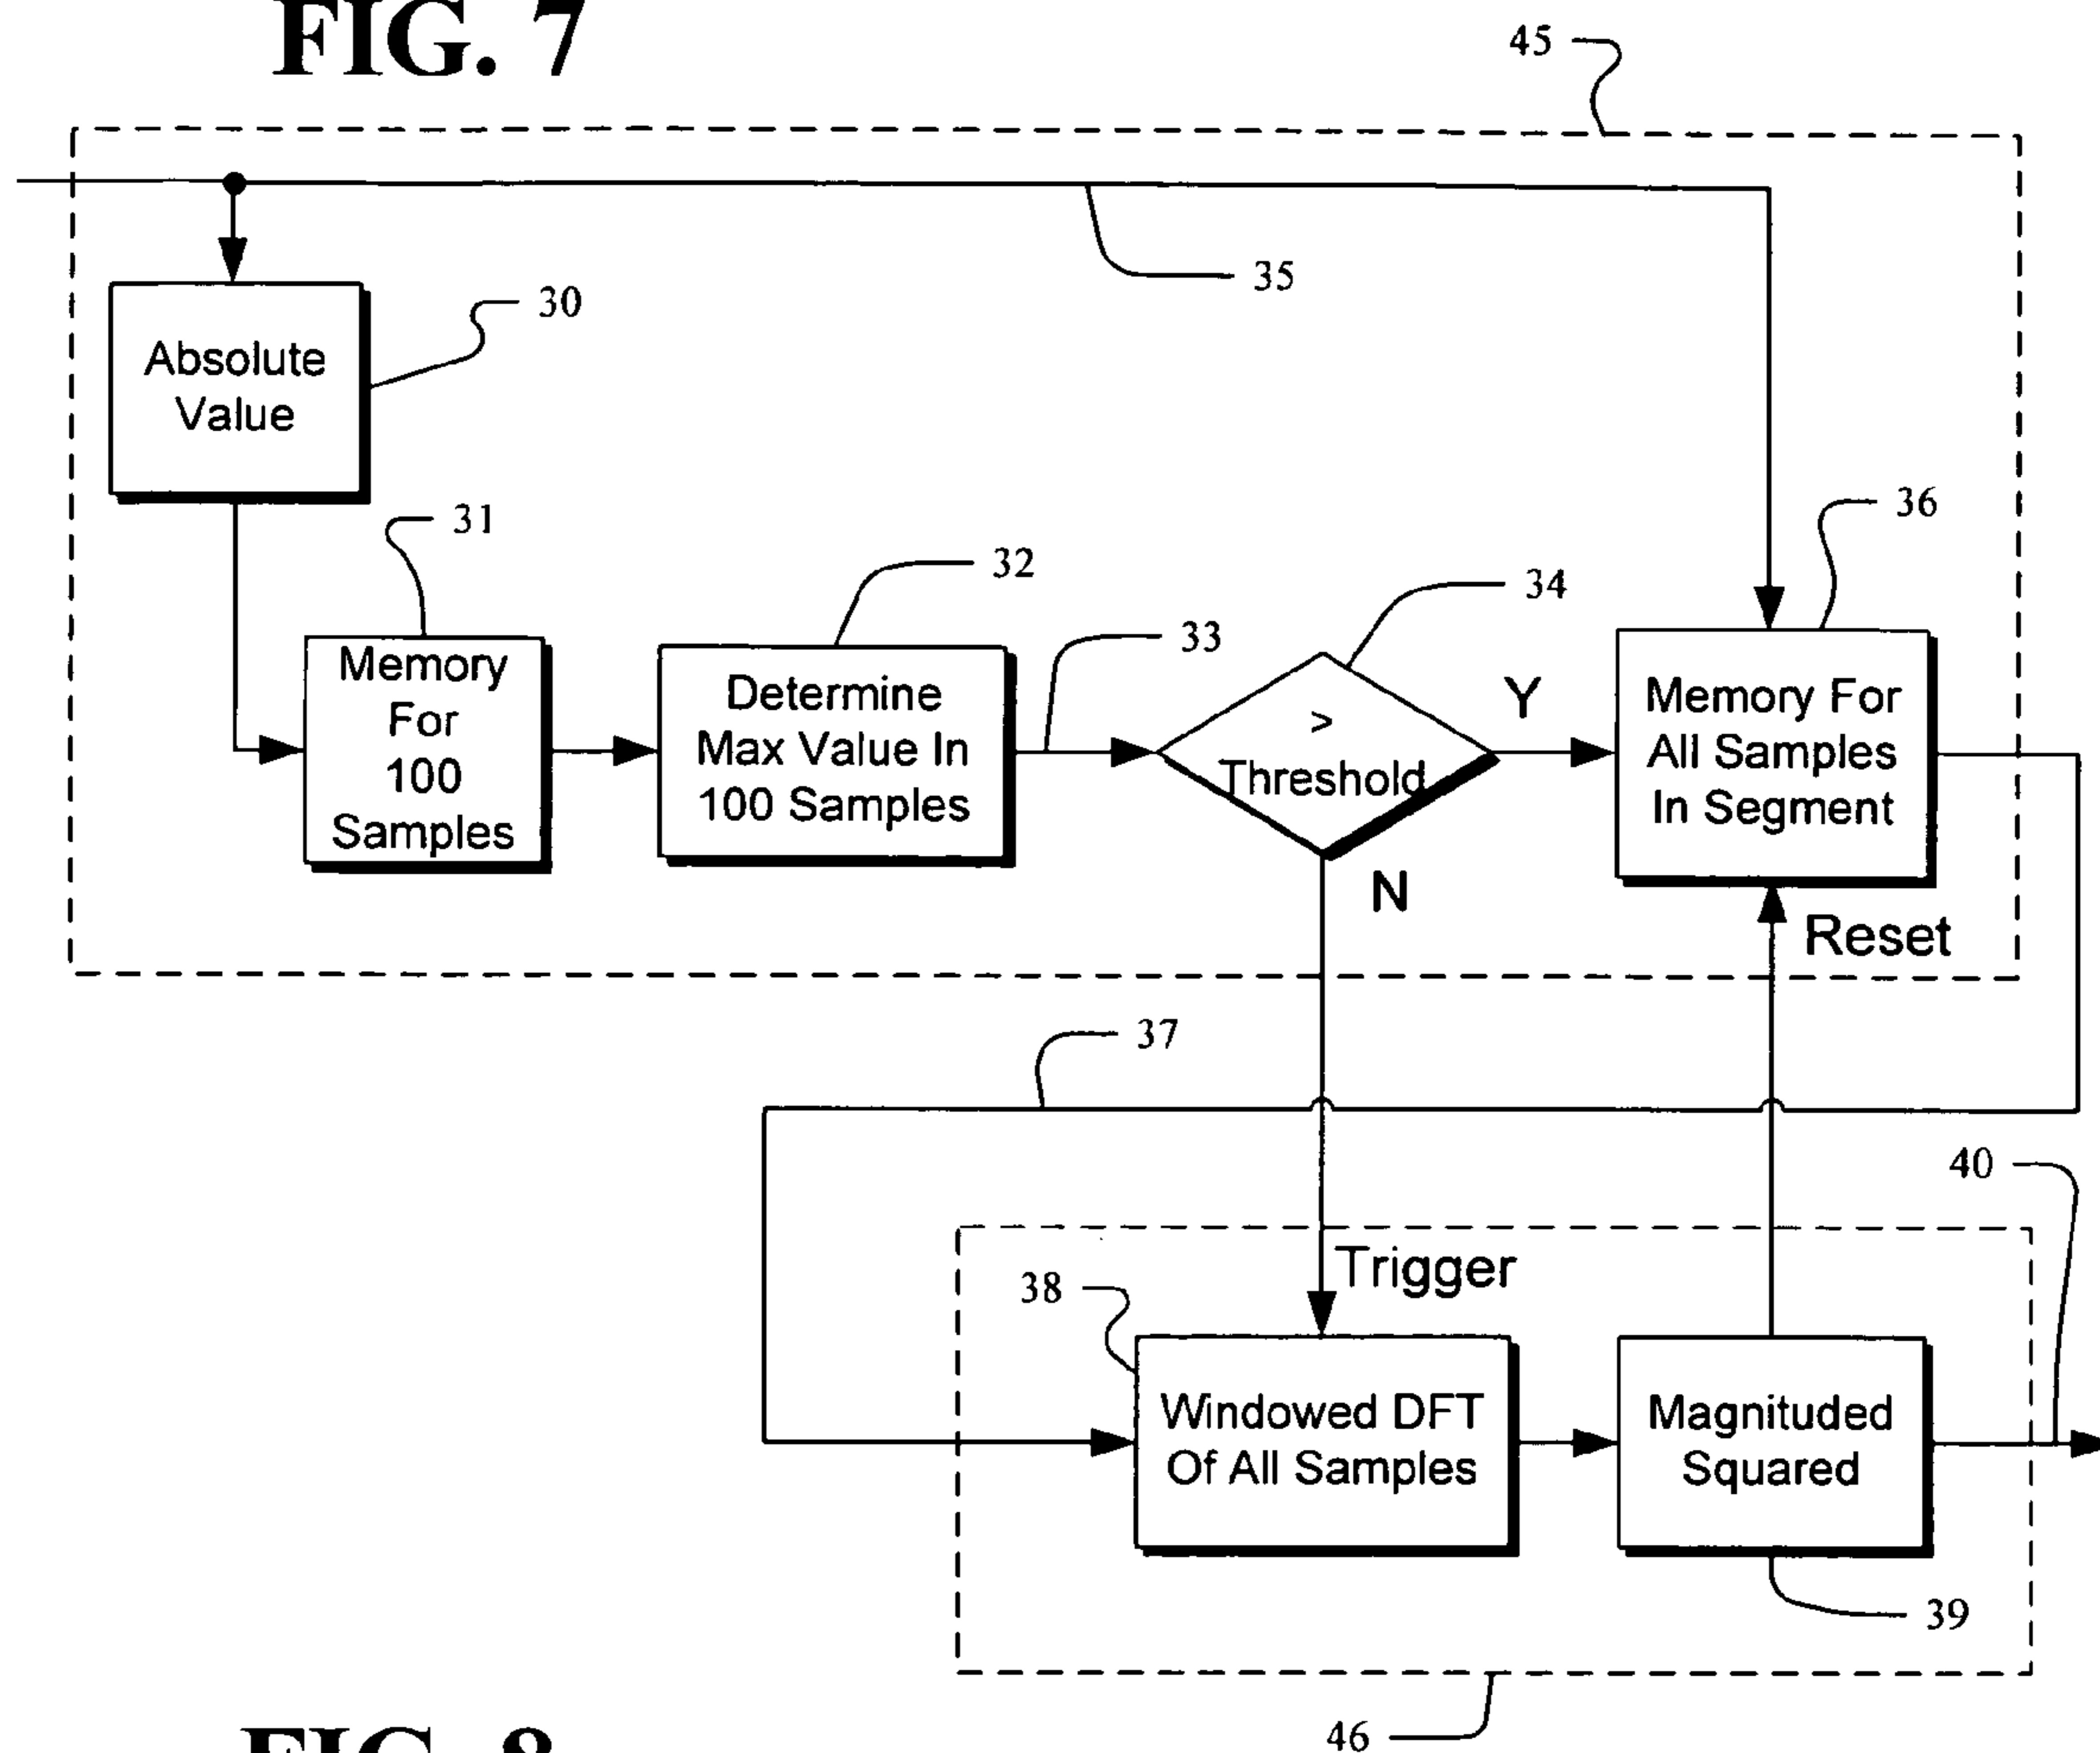 FIG. 7
45
35
30
Absolute
Value
31
32
33
34
36
Memory
For
100
Samples
Determine
Max Value In
100 Samples
>
Threshold
Y
N
Memory For
All Samples
In Segment
Reset
37
40
38
Trigger
Windowed DFT
Of All Samples
Magnituded
Squared
39
46
FIG. 8